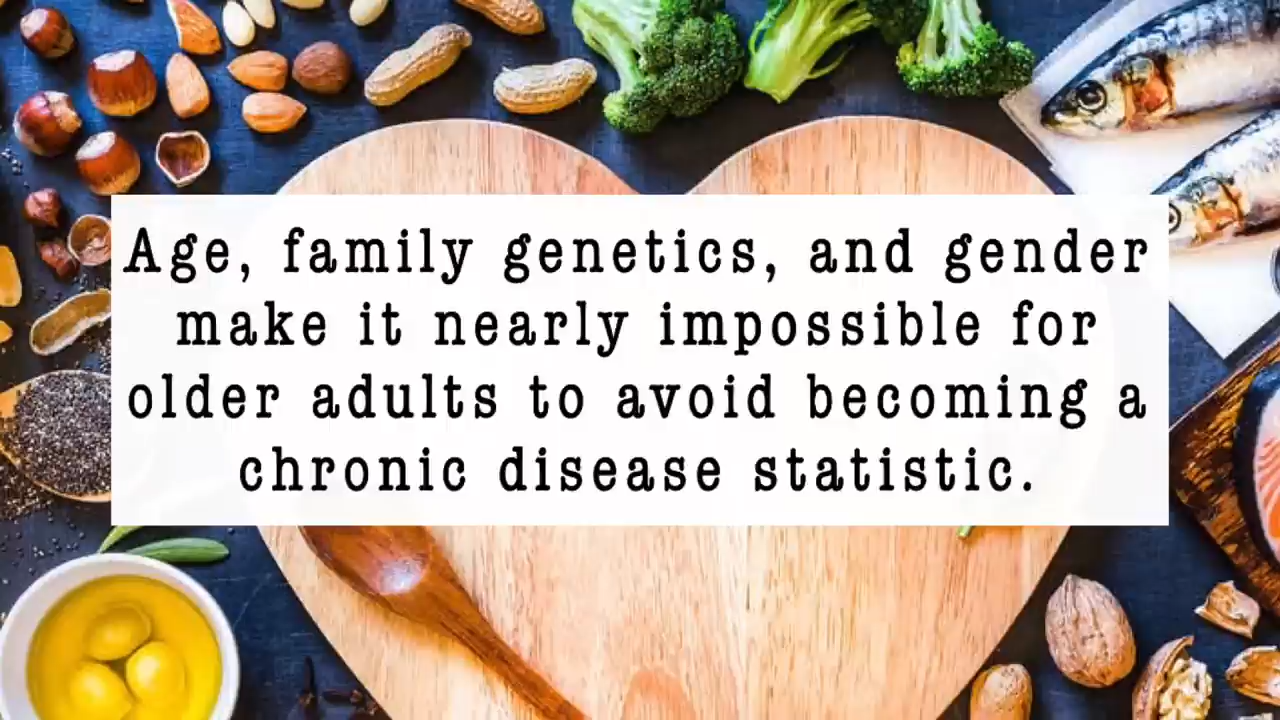 Age, family genetics, and gender
make it nearly impossible for
older adults to avoid becoming a
chronic disease statistic.